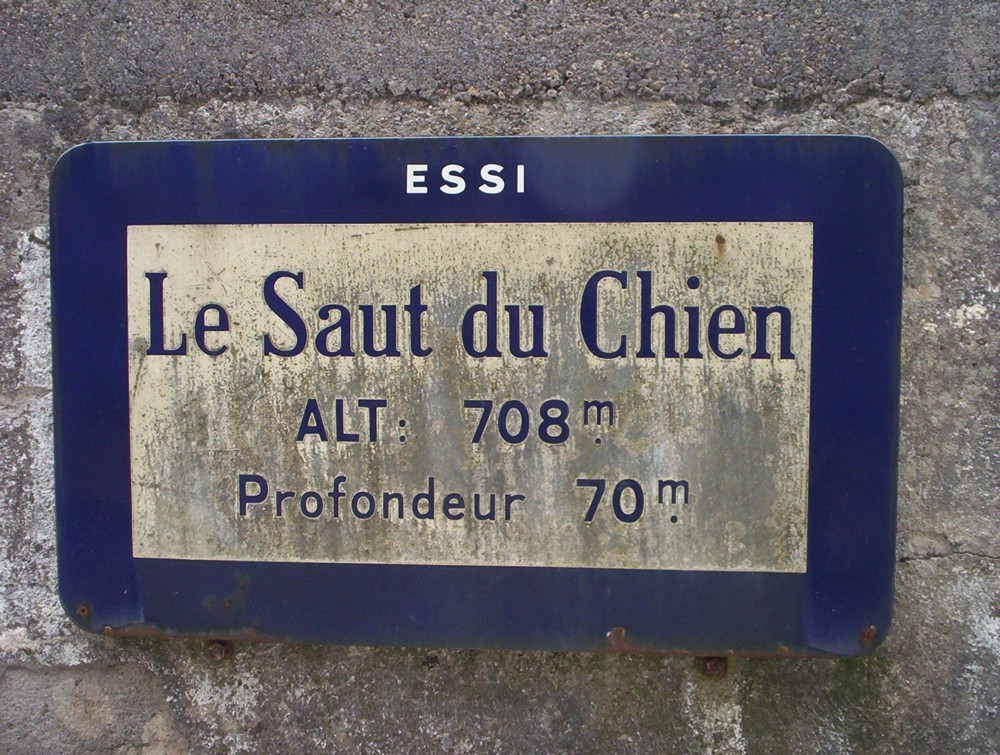 ESSI
Le Saut du Chien
ALT: 708m.
Profondeur 70m.